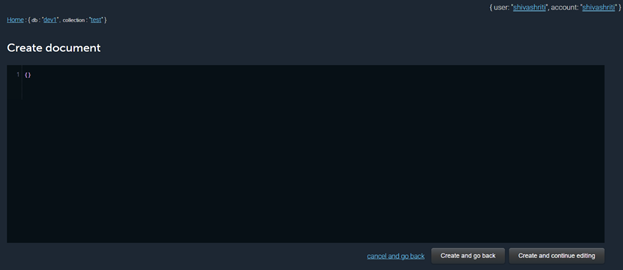 { user: "shivashriti", account: "shivashriti" }
Home : { db : "dev1", collection : "test" }
Create document
1 {}
cancel and go back Create and go back Create and continue editing